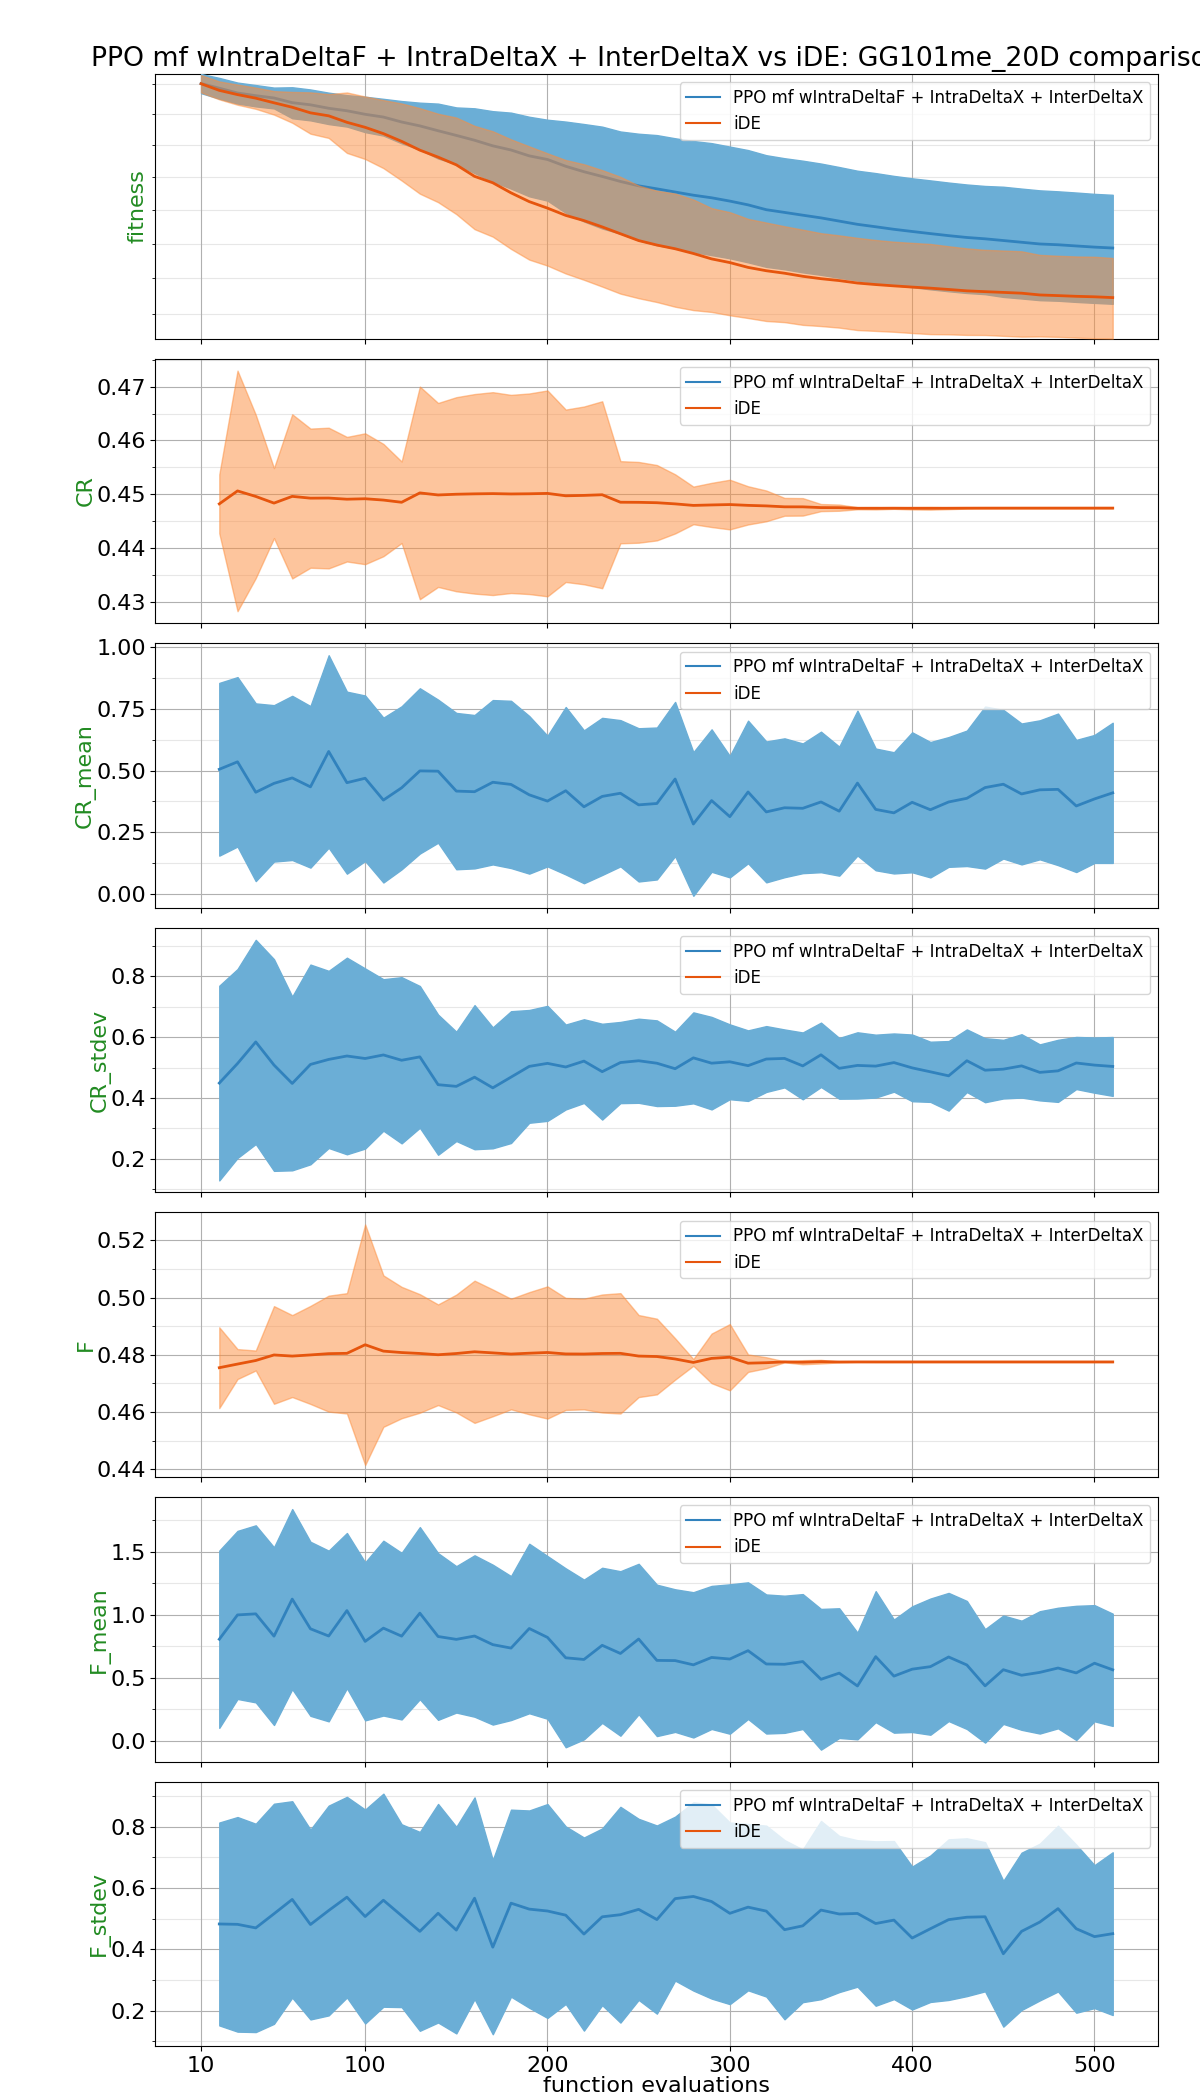 PPO mf wIntraDeltaF + IntraDeltaX + InterDeltaX vs iDE: GG101me_20D compariso
PPO mf wIntraDeltaF + IntraDeltaX + InterDeltaX
iDE
fitness
PPO mf wIntraDeltaF + IntraDeltaX + InterDeltaX
iDE
0.47
0.46
0.45
0.44
0.43
CR
PPO mf wIntraDeltaF + IntraDeltaX + InterDeltaX
iDE
1.00
0.75
0.50
0.25
0.00
CR_mean
PPO mf wIntraDeltaF + IntraDeltaX + InterDeltaX
iDE
0.8
0.6
0.4
0.2
CR_stdev
PPO mf wIntraDeltaF + IntraDeltaX + InterDeltaX
iDE
0.52
0.50
0.48
0.46
0.44
F
PPO mf wIntraDeltaF + IntraDeltaX + InterDeltaX
iDE
1.5
1.0
0.5
0.0
F_mean
PPO mf wIntraDeltaF + IntraDeltaX + InterDeltaX
iDE
0.8
0.6
0.4
0.2
F_stdev
10 100 200 300 400 500
function evaluations